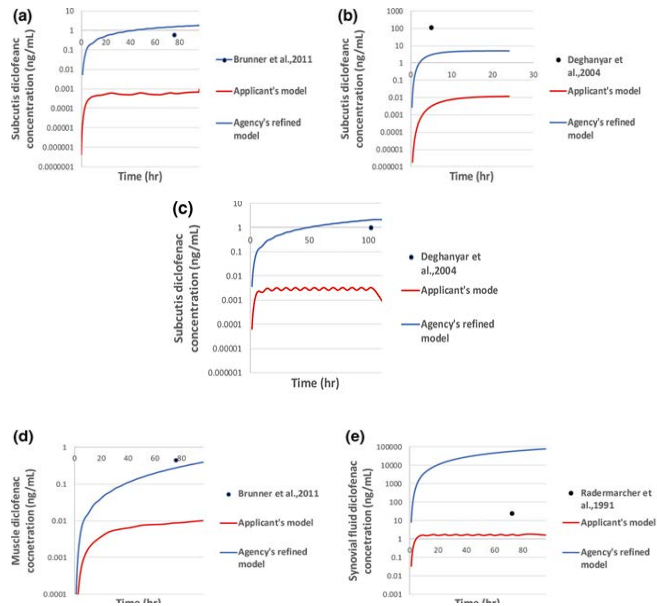 (a)
Subcutis diclofeanc
concentration (ng/mL)
10
1
0.1
0.01
0.001
0.0001
0.00001
0.000001
0.0000001
0 20 40 60 80
Time (hr)
Brunner et al.,2011
Applicant's model
Agency's refined
model
(b)
Subcutis diclofenac
concentration (ng/mL)
1000
100
10
1
0.1
0.01
0.001
0.0001
0.00001
0.000001
0 10 20 30
Time (hr)
Deghanyar et
al.,2004
Applicant's model
Agency's refined
model
(c)
Subcutis diclofenac
concentration (ng/mL)
10
1
0.1
0.01
0.001
0.0001
0.00001
0.000001
0 50 100
Time (hr)
Deghanyar et
al.,2004
Applicant's mode
Agency's refined
model
(d)
Muscle diclofenac
cocnetration (ng/mL)
1
0.1
0.01
0.001
0.0001
0 20 40 60 80
Time (hr)
Brunner et al.,2011
Applicant's model
Agency's refined
model
(e)
Synovial fluid diclofenac
concetration (ng/mL)
100000
10000
1000
100
10
1
0.1
0.01
0.001
0 20 40 60 80
Time (hr)
Radermarcher et
al.,1991
Applicant's model
Agency's refined
model